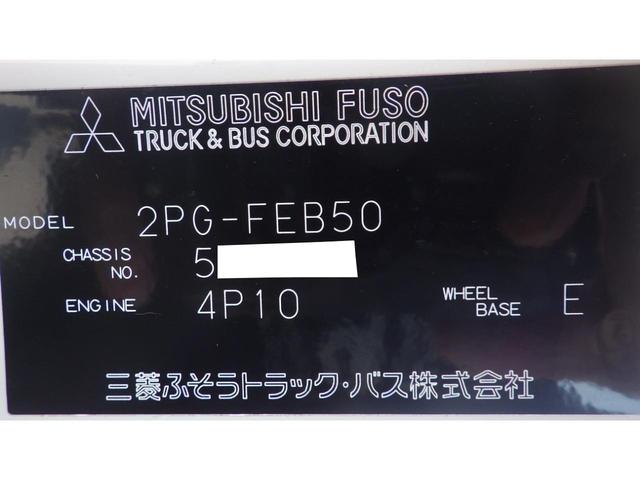 MITSUBISHI FUSO
TRUCK & BUS CORPORATION
MODEL 2PG-FEB50
CHASSIS NO. 5
ENGINE 4P10 WHEEL BASE E
三菱ふそうトラック・バス株式会社